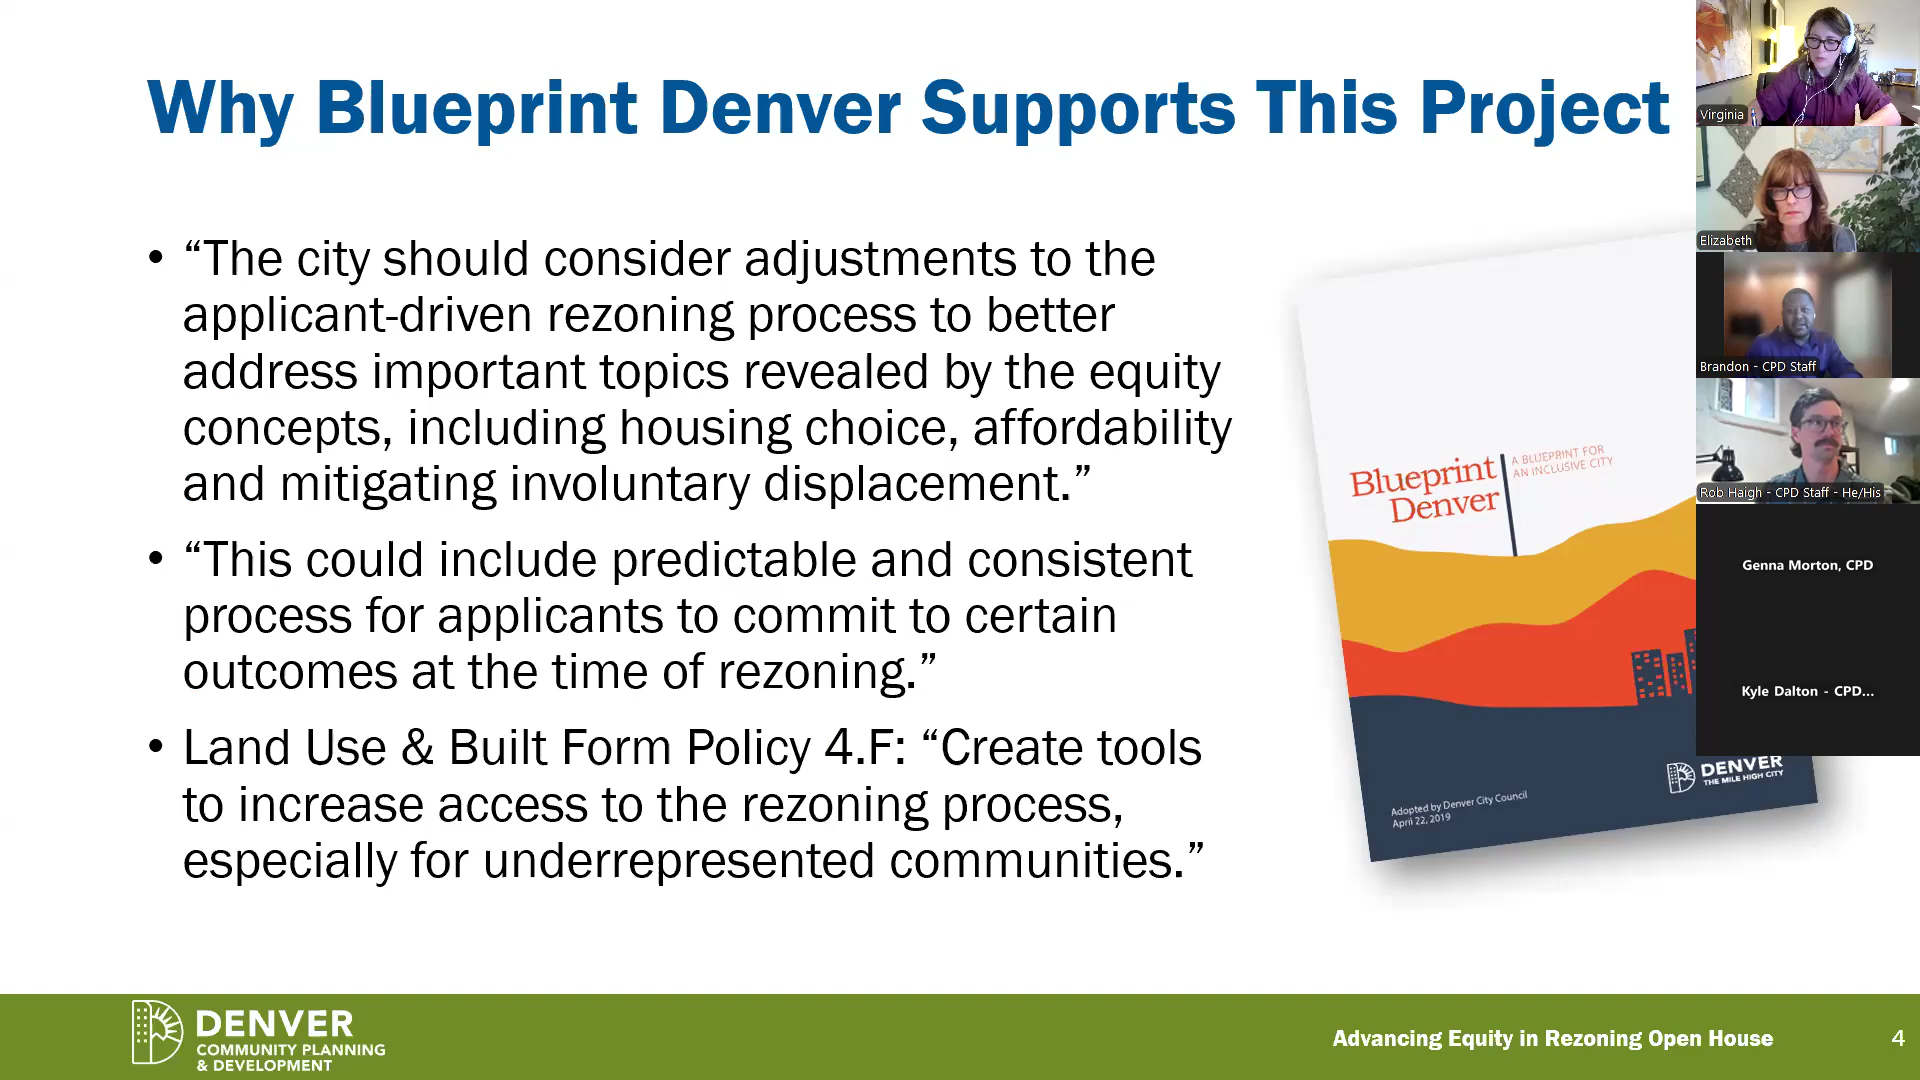 Why Blueprint Denver Supports This Project
• “The city should consider adjustments to the
applicant-driven rezoning process to better
address important topics revealed by the equity
concepts, including housing choice, affordability
and mitigating involuntary displacement.”
• “This could include predictable and consistent
process for applicants to commit to certain
outcomes at the time of rezoning.”
• Land Use & Built Form Policy 4.F: “Create tools
to increase access to the rezoning process,
especially for underrepresented communities.”
Blueprint
Denver
A BLUEPRINT FOR
AN INCLUSIVE CITY
Adopted by Denver City Council
April 22, 2019
DENVER
THE MILE HIGH CITY
Virginia
Elizabeth
Brandon - CPD Staff
Rob Haigh - CPD Staff - He/His
Genna Morton, CPD
Kyle Dalton - CPD...
DENVER
COMMUNITY PLANNING
& DEVELOPMENT
Advancing Equity in Rezoning Open House
4